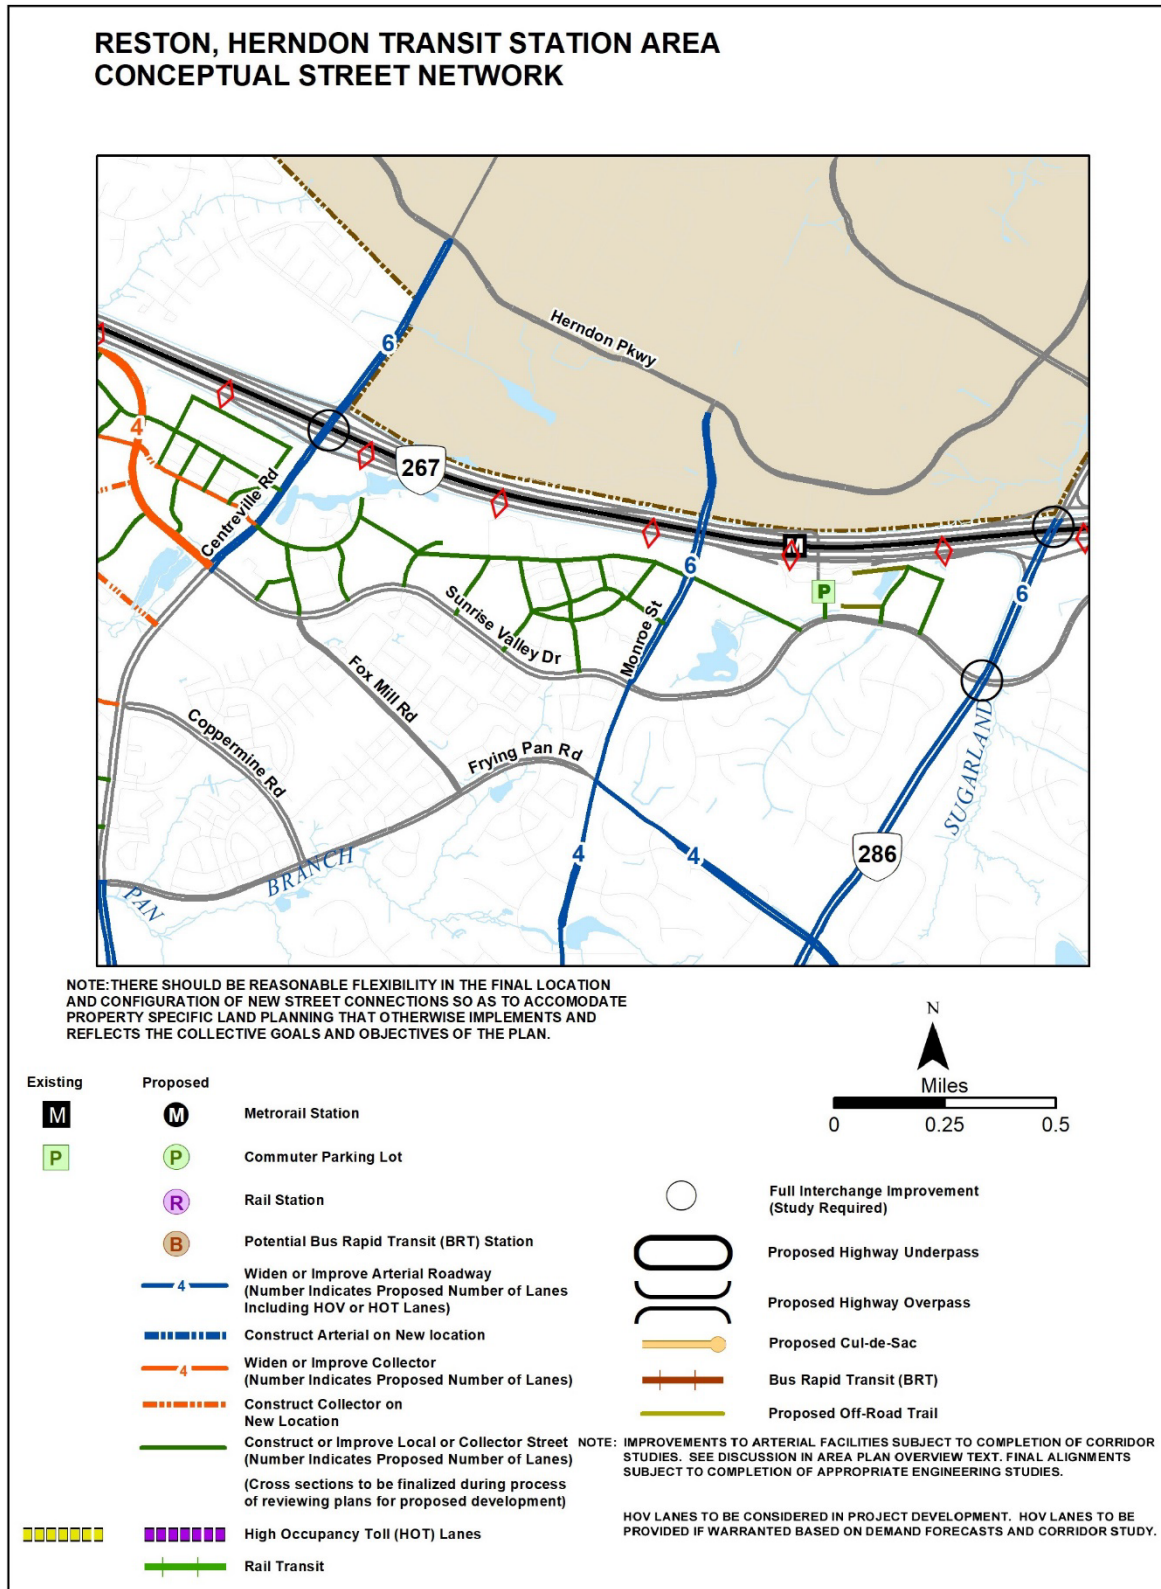 RESTON, HERNDON TRANSIT STATION AREA
CONCEPTUAL STREET NETWORK
6
Herndon Pkwy
4
267
Centreville Rd
M
6
6
P
Sunrise Valley Dr
Monroe St
Fox Mill Rd
Coppermine Rd
Frying Pan Rd
SUGARLAND
4
4
286
BRANCH
PAN
NOTE:THERE SHOULD BE REASONABLE FLEXIBILITY IN THE FINAL LOCATION
AND CONFIGURATION OF NEW STREET CONNECTIONS SO AS TO ACCOMODATE
PROPERTY SPECIFIC LAND PLANNING THAT OTHERWISE IMPLEMENTS AND
REFLECTS THE COLLECTIVE GOALS AND OBJECTIVES OF THE PLAN.
N
Miles
0 0.25 0.5
Existing Proposed
M M Metrorail Station
P P Commuter Parking Lot
R Rail Station
B Potential Bus Rapid Transit (BRT) Station
4 Widen or Improve Arterial Roadway
(Number Indicates Proposed Number of Lanes
Including HOV or HOT Lanes)
Construct Arterial on New location
4 Widen or Improve Collector
(Number Indicates Proposed Number of Lanes)
Construct Collector on
New Location
Construct or Improve Local or Collector Street
(Number Indicates Proposed Number of Lanes)
(Cross sections to be finalized during process
of reviewing plans for proposed development)
High Occupancy Toll (HOT) Lanes
Rail Transit
Full Interchange Improvement
(Study Required)
Proposed Highway Underpass
Proposed Highway Overpass
Proposed Cul-de-Sac
Bus Rapid Transit (BRT)
Proposed Off-Road Trail
NOTE: IMPROVEMENTS TO ARTERIAL FACILITIES SUBJECT TO COMPLETION OF CORRIDOR
STUDIES. SEE DISCUSSION IN AREA PLAN OVERVIEW TEXT. FINAL ALIGNMENTS
SUBJECT TO COMPLETION OF APPROPRIATE ENGINEERING STUDIES.
HOV LANES TO BE CONSIDERED IN PROJECT DEVELOPMENT. HOV LANES TO BE
PROVIDED IF WARRANTED BASED ON DEMAND FORECASTS AND CORRIDOR STUDY.